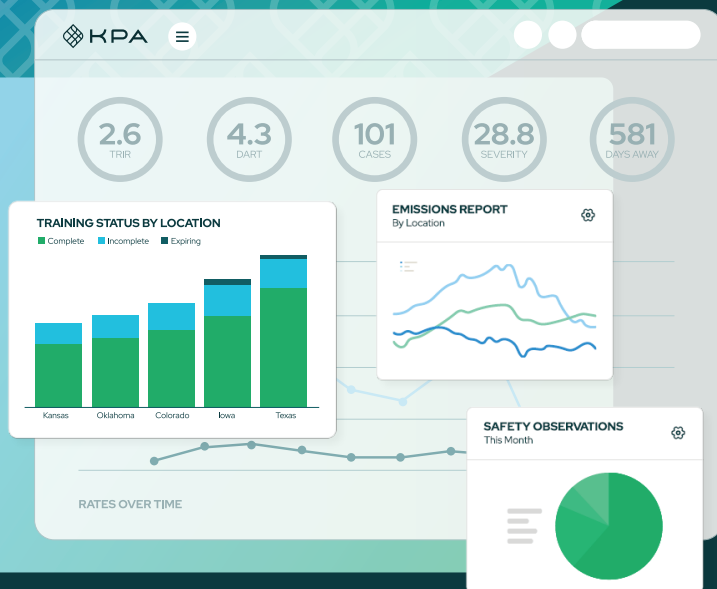 KPA
2.6
TRIR
4.3
DART
101
CASES
28.8
SEVERITY
581
DAYS AWAY
TRAINING STATUS BY LOCATION
Complete Incomplete Expiring
Kansas Oklahoma Colorado Iowa Texas
EMISSIONS REPORT
By Location
SAFETY OBSERVATIONS
This Month
RATES OVER TIME